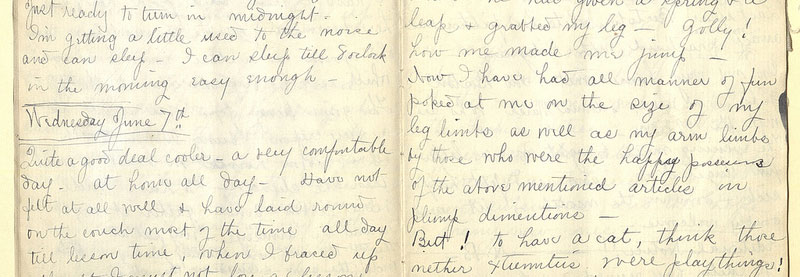 just ready to turn in midnight -
I'm getting a little used to the noise
and can sleep - I can sleep till 8 oclock
in the morning easy enough -
Wednesday June 7th
Quite a good deal cooler - a very comfortable
day - at home all day - Have not
felt at all well & have laid round
on the couch most of the time all day
till lesson time, when I braced up
not
he had given a spring & a
leap & grabbed my leg - Golly!
how me made me jump -
Now I have had all manner of fun
poked at me on the size of my
leg limbs as well as my arm limbs
by those who were the happy possessors
of the above mentioned articles in
plump dimentions -
But! to have a cat, think those
nether extremities were playthings!